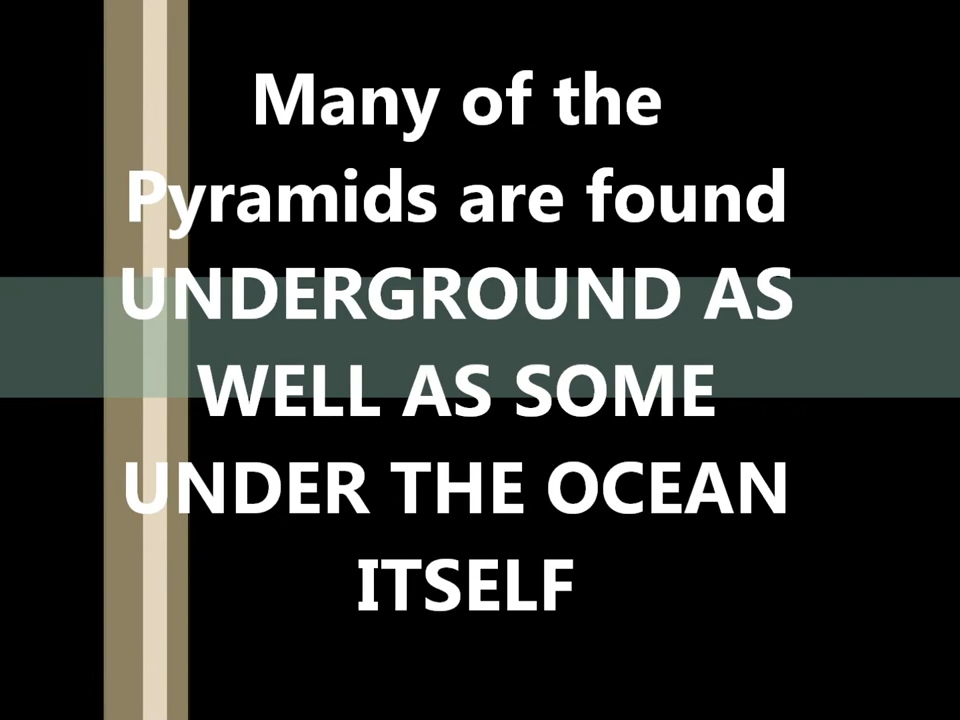 Many of the
Pyramids are found
UNDERGROUND AS
WELL AS SOME
UNDER THE OCEAN
ITSELF